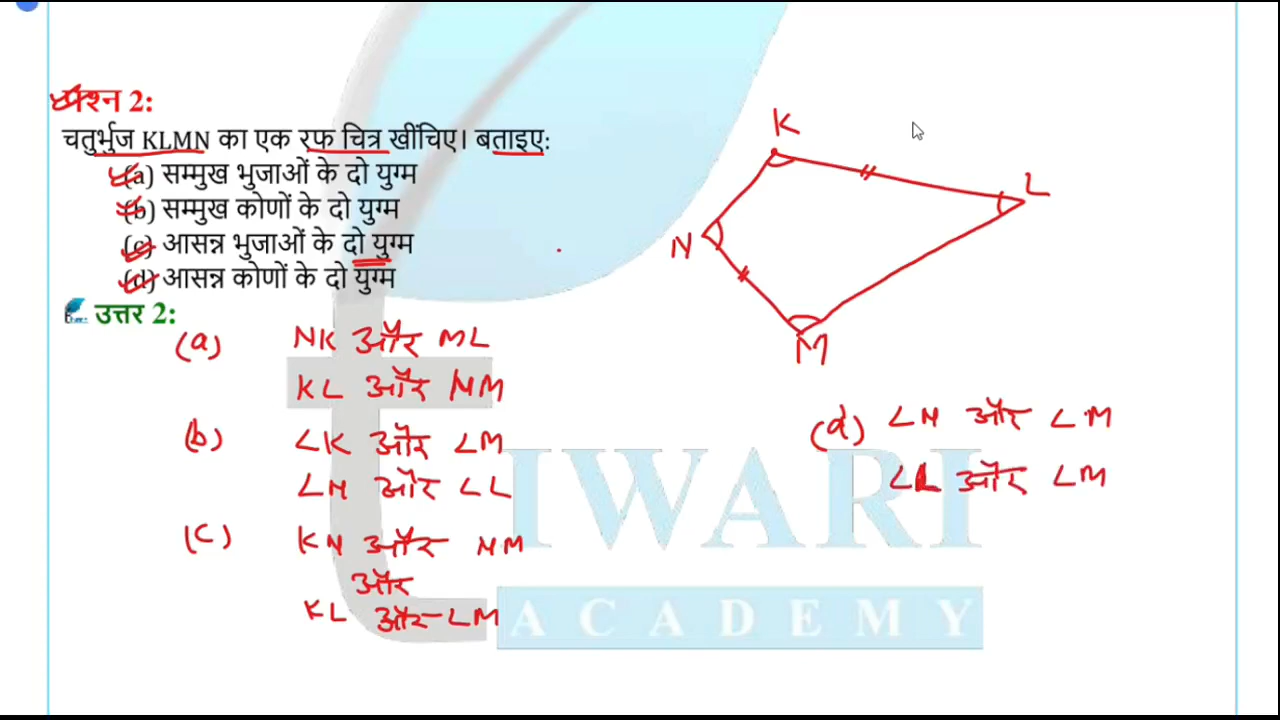 प्रश्न 2:
चतुर्भुज KLMN का एक रफ चित्र खींचिए। बताइए:
(a) सम्मुख भुजाओं के दो युग्म
(b) सम्मुख कोणों के दो युग्म
(c) आसन्न भुजाओं के दो युग्म
(d) आसन्न कोणों के दो युग्म
उत्तर 2:
(a) NK और ML
KL और NM
(b) ∠K और ∠M
∠N और ∠L
(c) KN और NM
और
KL और LM
K
L
N
M
(d) ∠N और ∠M
∠L और ∠M
TIWARI
ACADEMY